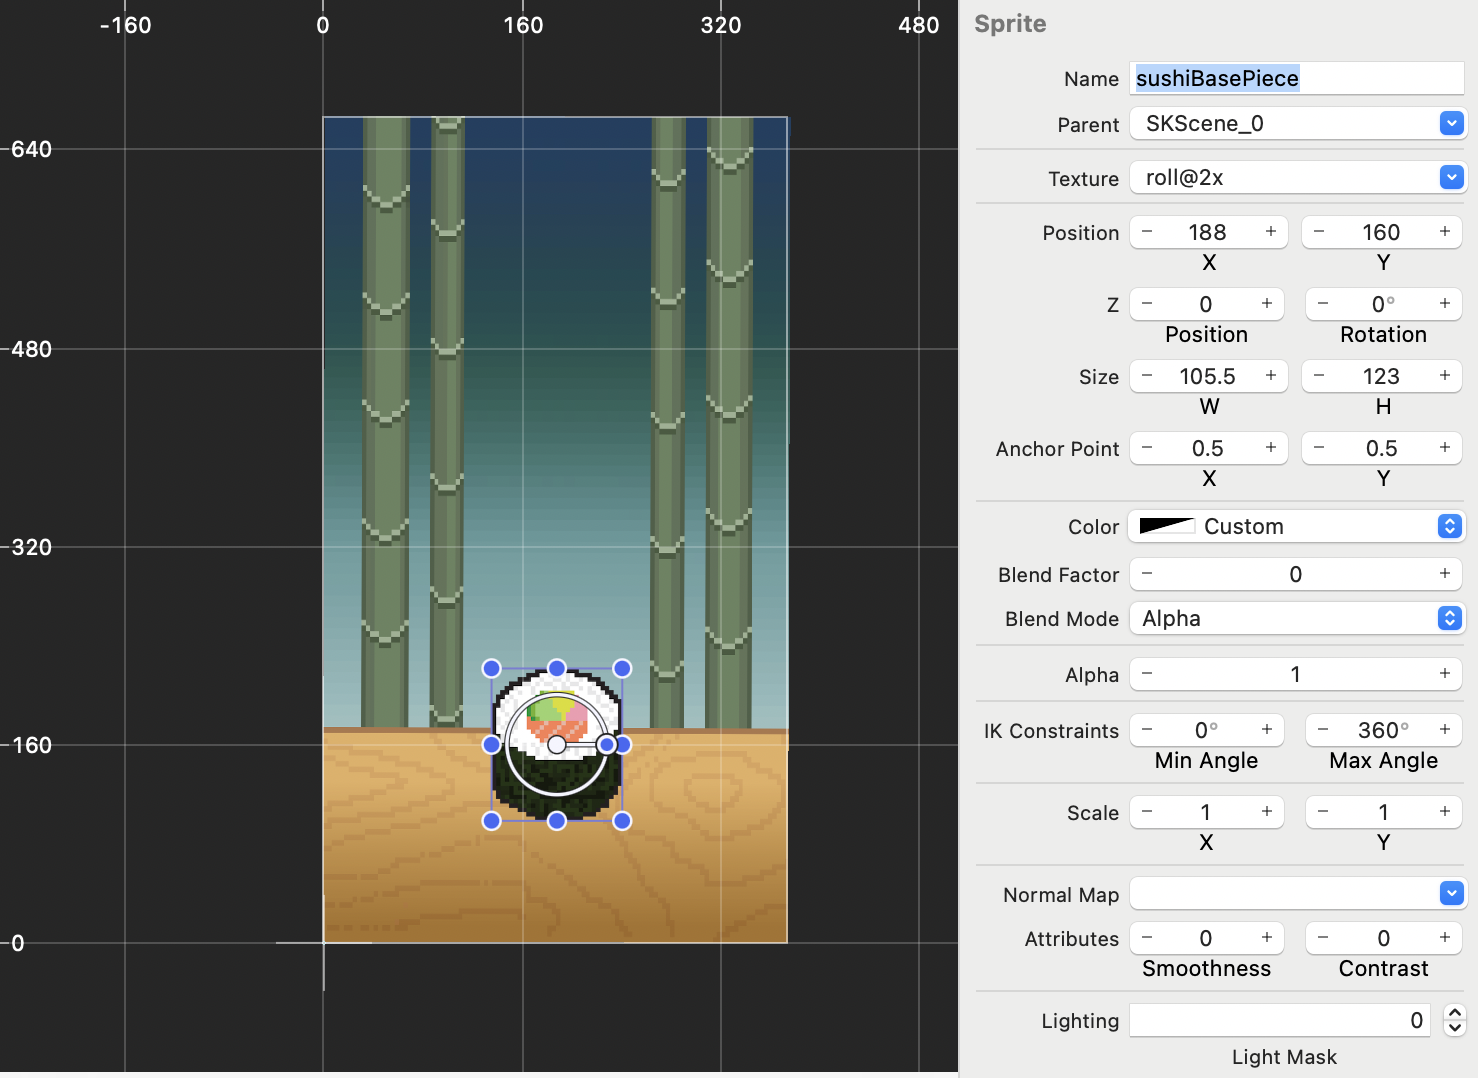 -160 0 160 320 480
640
480
320
160
0
Sprite
Name sushiBasePiece
Parent SKScene_0
Texture roll@2x
Position − 188 + − 160 +
X Y
Z − 0 + − 0° +
Position Rotation
Size − 105.5 + − 123 +
W H
Anchor Point − 0.5 + − 0.5 +
X Y
Color Custom
Blend Factor − 0 +
Blend Mode Alpha
Alpha − 1 +
IK Constraints − 0° + − 360° +
Min Angle Max Angle
Scale − 1 + − 1 +
X Y
Normal Map
Attributes − 0 + − 0 +
Smoothness Contrast
Lighting 0
Light Mask